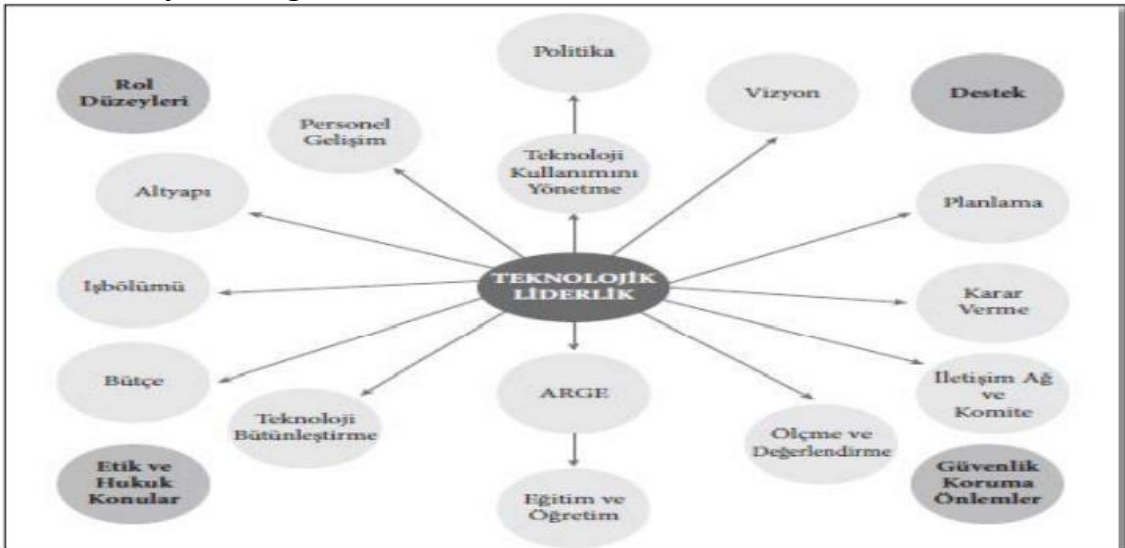 Politika
Rol
Düzeyleri
Vizyon
Destek
Personel
Gelişim
Teknoloji
Kullanımını
Yönetme
Altyapı
Planlama
TEKNOLOJİK
LİDERLİK
İşbölümü
Karar
Verme
Bütçe
ARGE
İletişim Ağ
ve
Komite
Teknoloji
Bütünleştirme
Ölçme ve
Değerlendirme
Etik ve
Hukuk
Konular
Eğitim ve
Öğretim
Güvenlik
Koruma
Önlemler